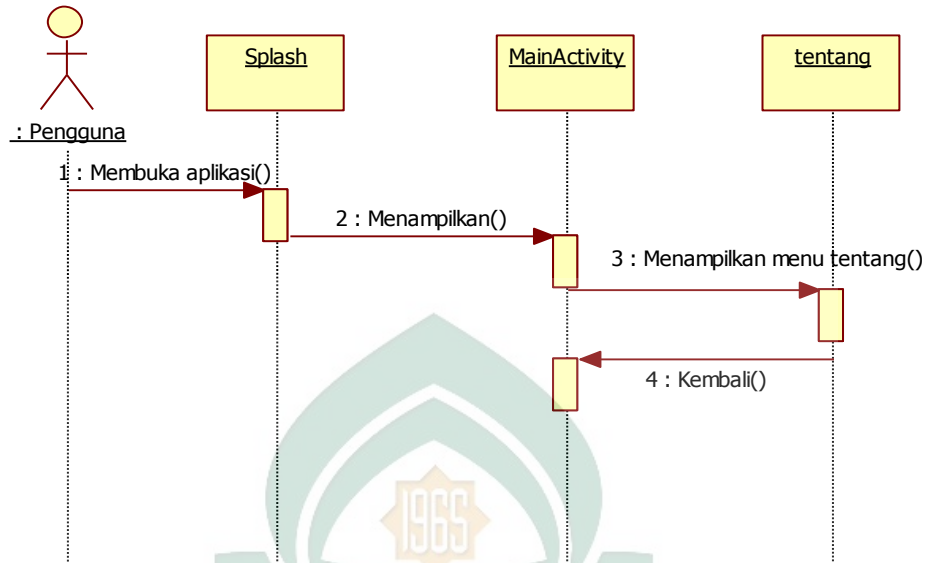 Splash
MainActivity
tentang
: Pengguna
1 : Membuka aplikasi()
2 : Menampilkan()
3 : Menampilkan menu tentang()
4 : Kembali()
1965